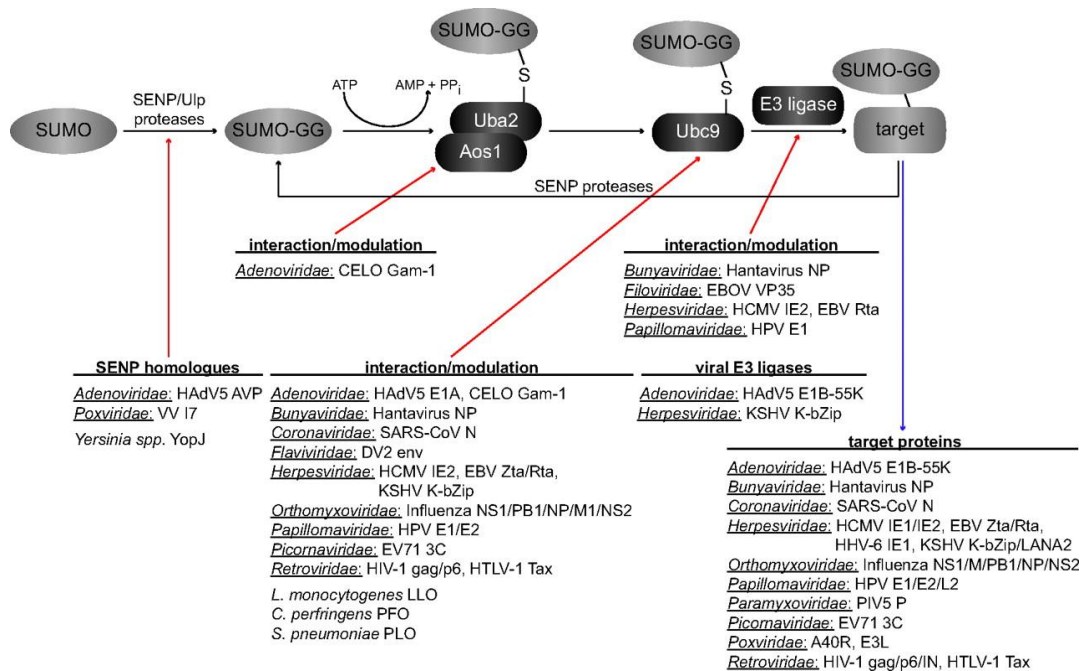 SUMO-GG
SUMO-GG
S
S
SUMO-GG
ATP
AMP + PPi
SENP/Ulp
proteases
E3 ligase
SUMO
SUMO-GG
Uba2
Aos1
Ubc9
target
SENP proteases
interaction/modulation
Adenoviridae: CELO Gam-1
interaction/modulation
Bunyaviridae: Hantavirus NP
Filoviridae: EBOV VP35
Herpesviridae: HCMV IE2, EBV Rta
Papillomaviridae: HPV E1
SENP homologues
Adenoviridae: HAdV5 AVP
Poxviridae: VV I7
Yersinia spp. YopJ
interaction/modulation
Adenoviridae: HAdV5 E1A, CELO Gam-1
Bunyaviridae: Hantavirus NP
Coronaviridae: SARS-CoV N
Flaviviridae: DV2 env
Herpesviridae: HCMV IE2, EBV Zta/Rta,
KSHV K-bZip
Orthomyxoviridae: Influenza NS1/PB1/NP/M1/NS2
Papillomaviridae: HPV E1/E2
Picornaviridae: EV71 3C
Retroviridae: HIV-1 gag/p6, HTLV-1 Tax
L. monocytogenes LLO
C. perfringens PFO
S. pneumoniae PLO
viral E3 ligases
Adenoviridae: HAdV5 E1B-55K
Herpesviridae: KSHV K-bZip
target proteins
Adenoviridae: HAdV5 E1B-55K
Bunyaviridae: Hantavirus NP
Coronaviridae: SARS-CoV N
Herpesviridae: HCMV IE1/IE2, EBV Zta/Rta,
HHV-6 IE1, KSHV K-bZip/LANA2
Orthomyxoviridae: Influenza NS1/M/PB1/NP/NS2
Papillomaviridae: HPV E1/E2/L2
Paramyxoviridae: PIV5 P
Picornaviridae: EV71 3C
Poxviridae: A40R, E3L
Retroviridae: HIV-1 gag/p6/IN, HTLV-1 Tax